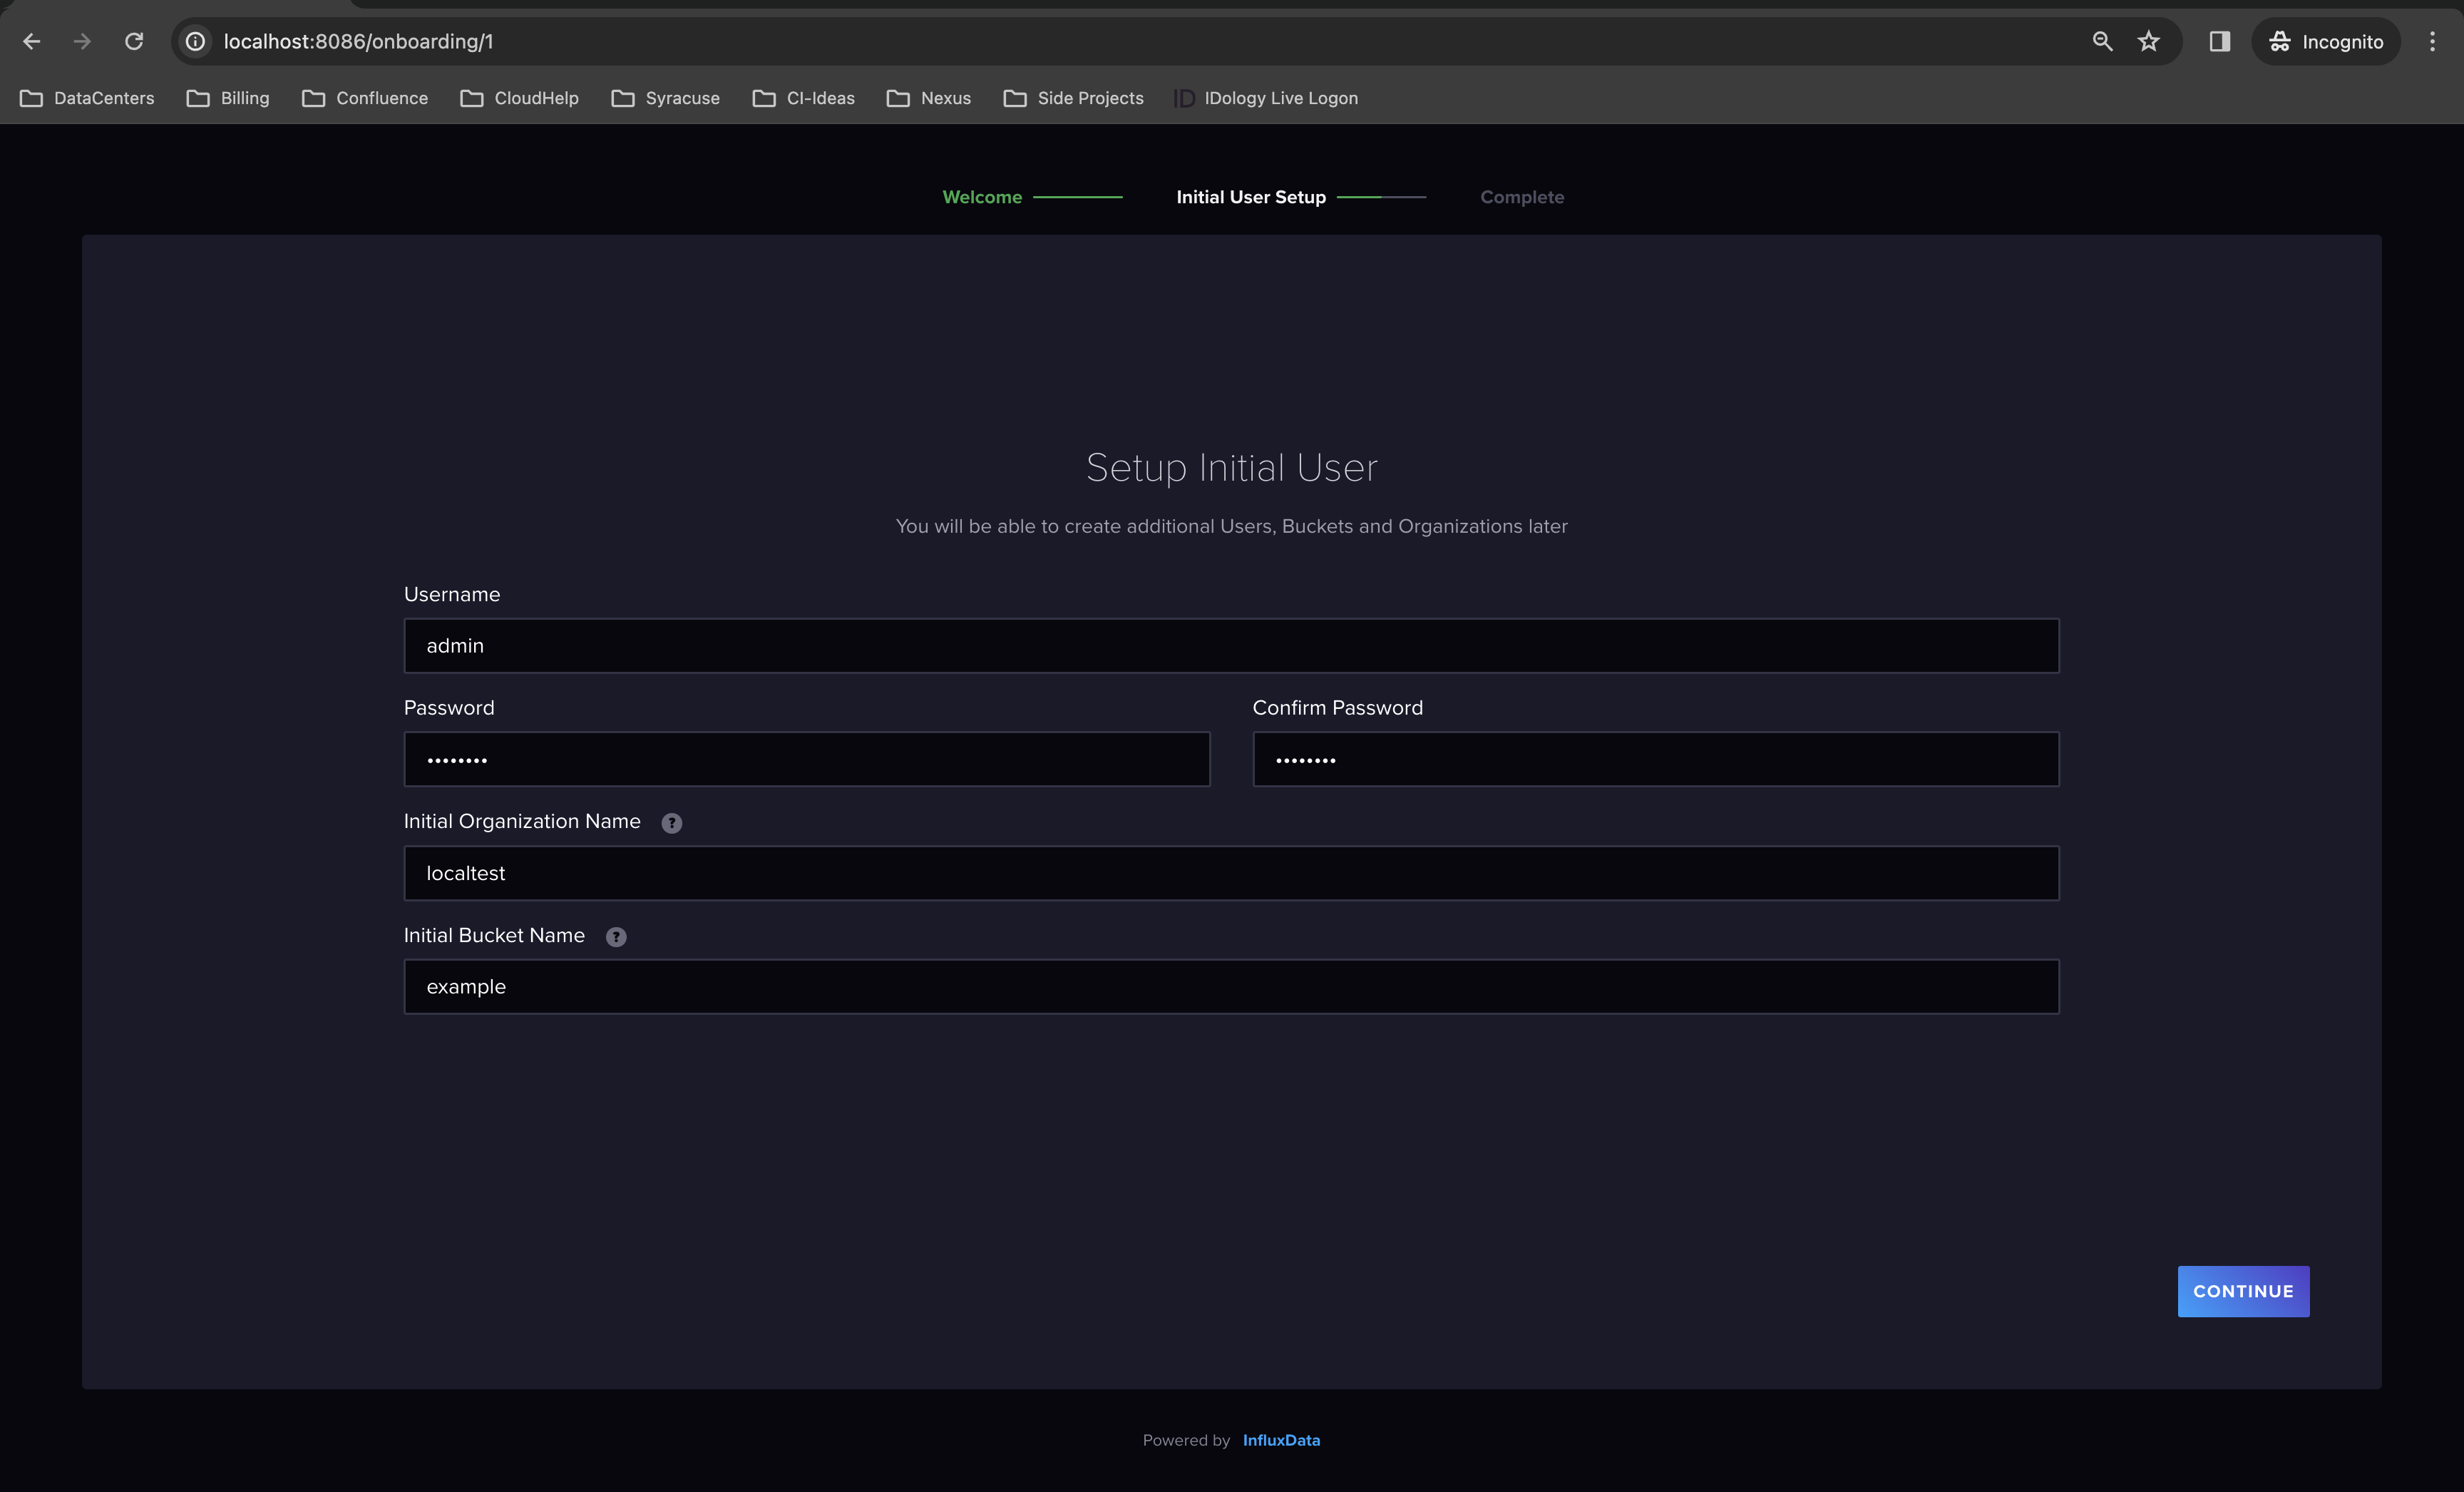 localhost:8086/onboarding/1
Incognito
DataCenters Billing Confluence CloudHelp Syracuse CI-Ideas Nexus Side Projects ID IDology Live Logon
Welcome Initial User Setup Complete
Setup Initial User
You will be able to create additional Users, Buckets and Organizations later
Username
admin
Password Confirm Password
•••••••• ••••••••
Initial Organization Name ?
localtest
Initial Bucket Name ?
example
CONTINUE
Powered by InfluxData